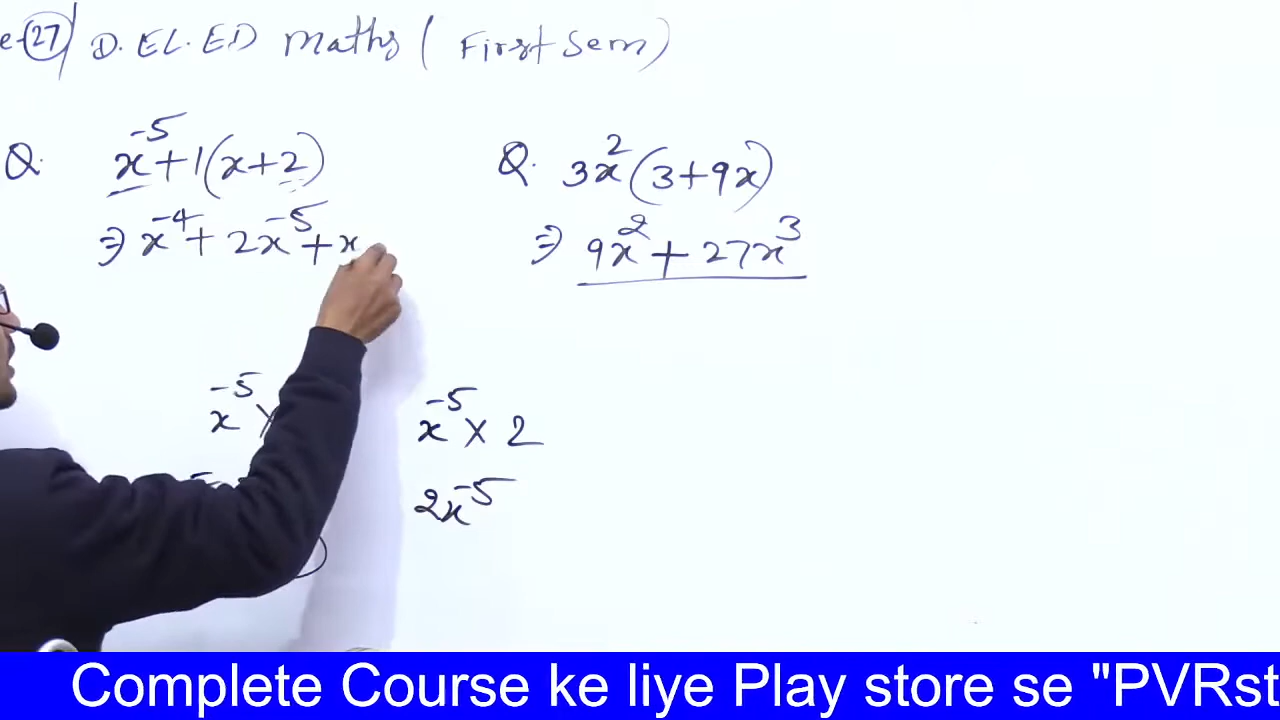 e-27 D.EL.ED Maths ( First Sem)
Q. x⁻⁵+1(x+2)
⇒ x⁻⁴+ 2x⁻⁵+x
Q. 3x²(3+9x)
⇒ 9x² + 27x³
x⁻⁵ x
x⁻⁵ x 2
2x⁻⁵
Complete Course ke liye Play store se "PVRst